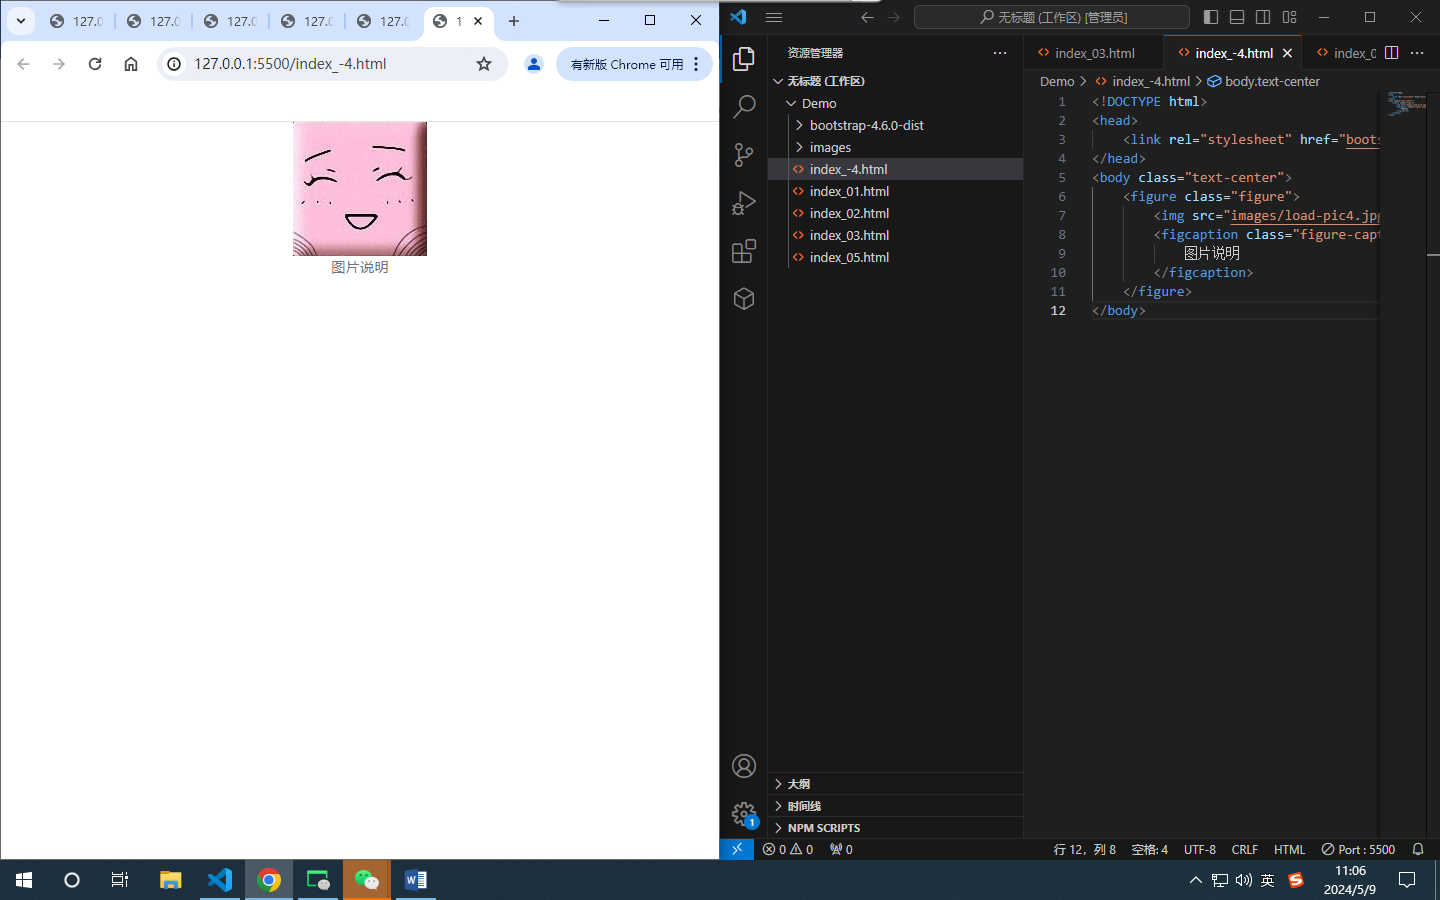 127.0
127.0
127.0
127.0
127.0
1
127.0.0.1:5500/index_-4.html
有新版 Chrome 可用
图片说明
无标题 (工作区) [管理员]
资源管理器
无标题 (工作区)
Demo
bootstrap-4.6.0-dist
images
index_-4.html
index_01.html
index_02.html
index_03.html
index_05.html
大纲
时间线
NPM SCRIPTS
index_03.html
index_-4.html
index_0
Demo > index_-4.html > body.text-center
1 <!DOCTYPE html>
2 <head>
3 <link rel="stylesheet" href="boots
4 </head>
5 <body class="text-center">
6 <figure class="figure">
7 <img src="images/load-pic4.jpg
8 <figcaption class="figure-capt
9 图片说明
10 </figcaption>
11 </figure>
12 </body>
1
0 0 0
行 12，列 8 空格: 4 UTF-8 CRLF HTML Port : 5500
英
11:06
2024/5/9